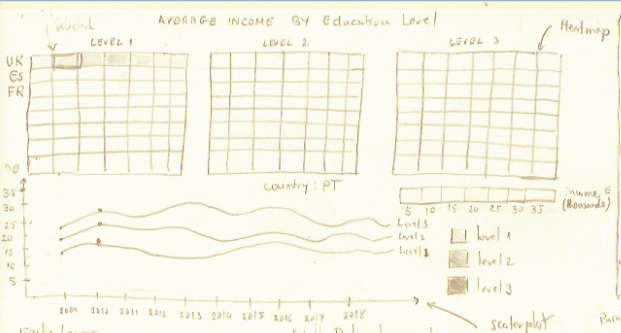 AVERAGE INCOME BY Education Level
selected
Heatmap
LEVEL 1
LEVEL 2
LEVEL 3
UK
ES
FR
DE
Country: PT
income €
(thousands)
5 10 15 20 25 30 35
35
30
25
20
15
10
5
Level 3
Level 2
Level 1
level 1
level 2
level 3
2009 2010 2011 2012 2013 2014 2015 2016 2017 2018
scaterplot